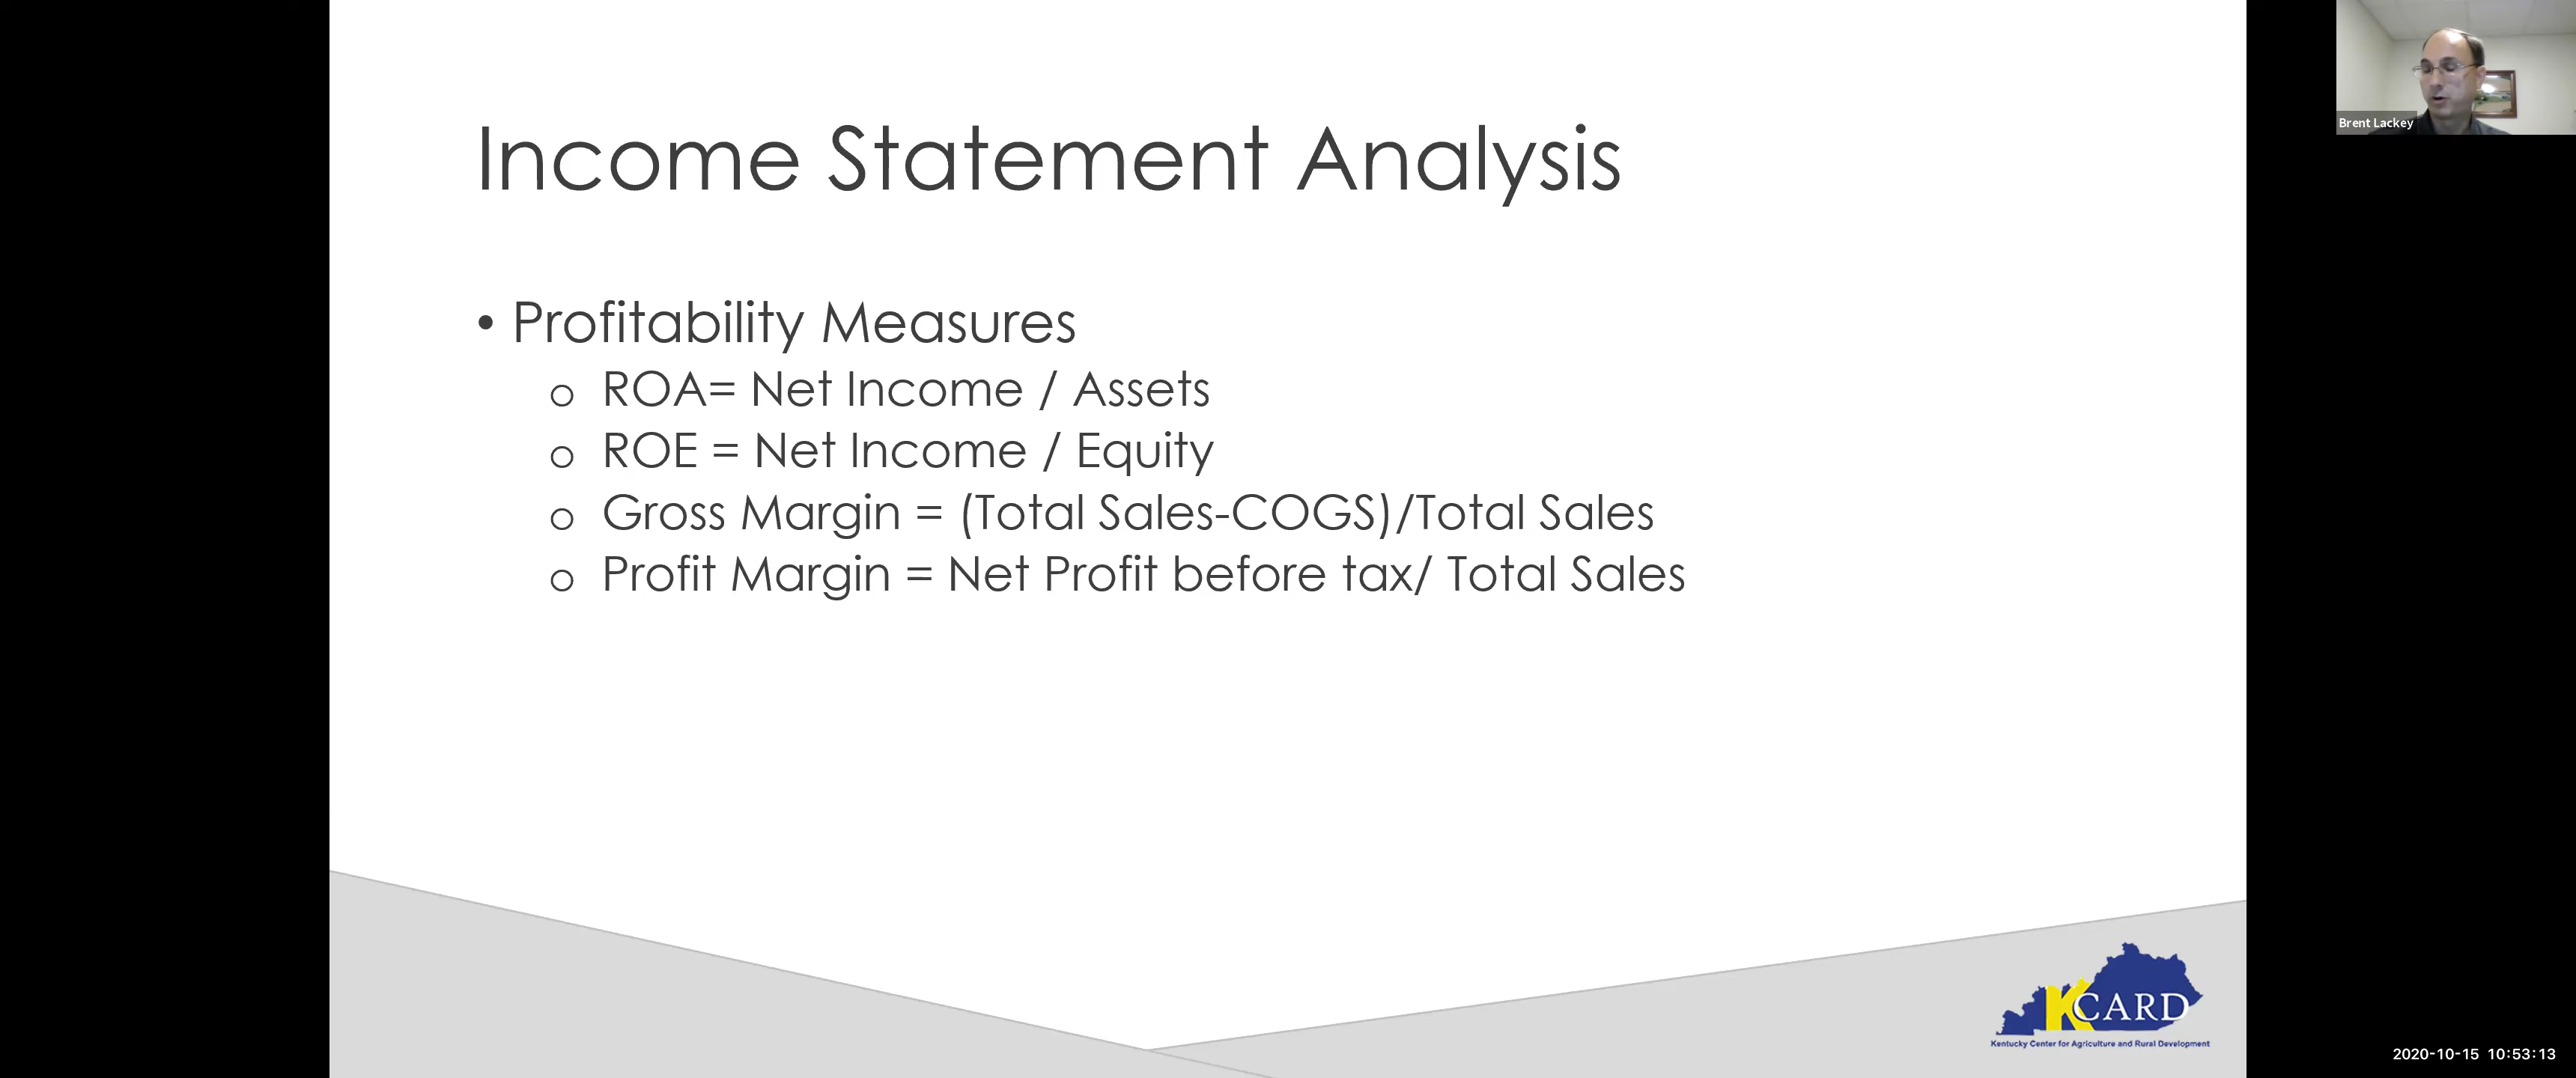 Income Statement Analysis
• Profitability Measures
o ROA= Net Income / Assets
o ROE = Net Income / Equity
o Gross Margin = (Total Sales-COGS)/Total Sales
o Profit Margin = Net Profit before tax/ Total Sales
Brent Lackey
KCARD
Kentucky Center for Agriculture and Rural Development
2020-10-15 10:53:13